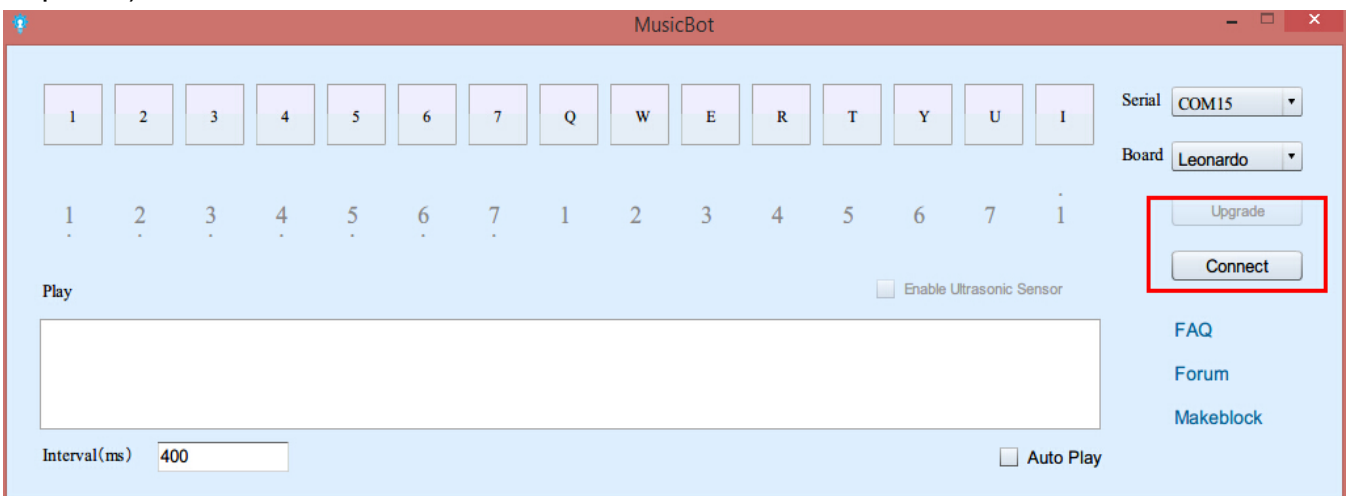 MusicBot
1 2 3 4 5 6 7 Q W E R T Y U I
Serial COM15
Board Leonardo
1 2 3 4 5 6 7 1 2 3 4 5 6 7 1
Upgrade
Connect
Play
Enable Ultrasonic Sensor
FAQ
Forum
Makeblock
Interval(ms) 400
Auto Play